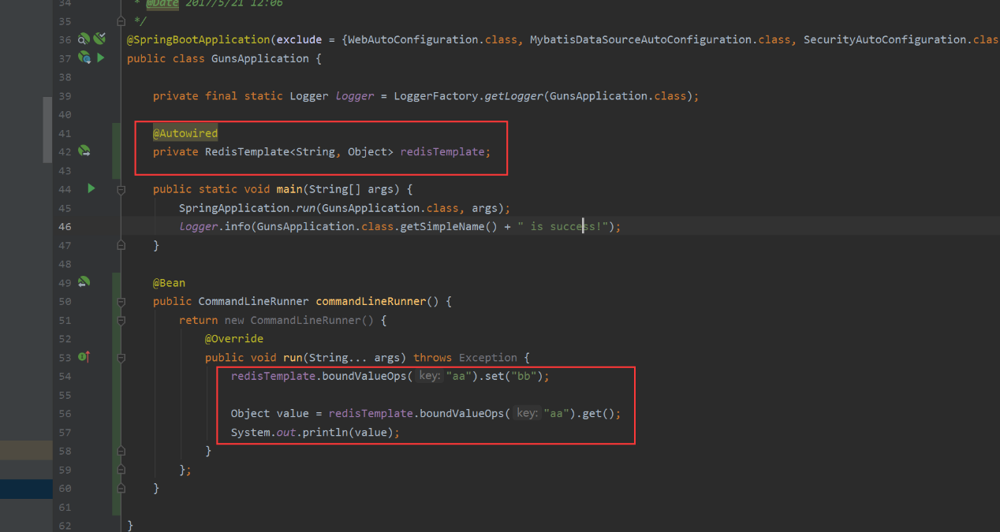 34 * @Date 2017/5/21 12:06
35 */
36 @SpringBootApplication(exclude = {WebAutoConfiguration.class, MybatisDataSourceAutoConfiguration.class, SecurityAutoConfiguration.clas
37 public class GunsApplication {
38
39 private final static Logger logger = LoggerFactory.getLogger(GunsApplication.class);
40
41 @Autowired
42 private RedisTemplate<String, Object> redisTemplate;
43
44 public static void main(String[] args) {
45 SpringApplication.run(GunsApplication.class, args);
46 logger.info(GunsApplication.class.getSimpleName() + " is success!");
47 }
48
49 @Bean
50 public CommandLineRunner commandLineRunner() {
51 return new CommandLineRunner() {
52 @Override
53 public void run(String... args) throws Exception {
54 redisTemplate.boundValueOps( key: "aa").set("bb");
55
56 Object value = redisTemplate.boundValueOps( key: "aa").get();
57 System.out.println(value);
58 }
59 };
60 }
61
62 }